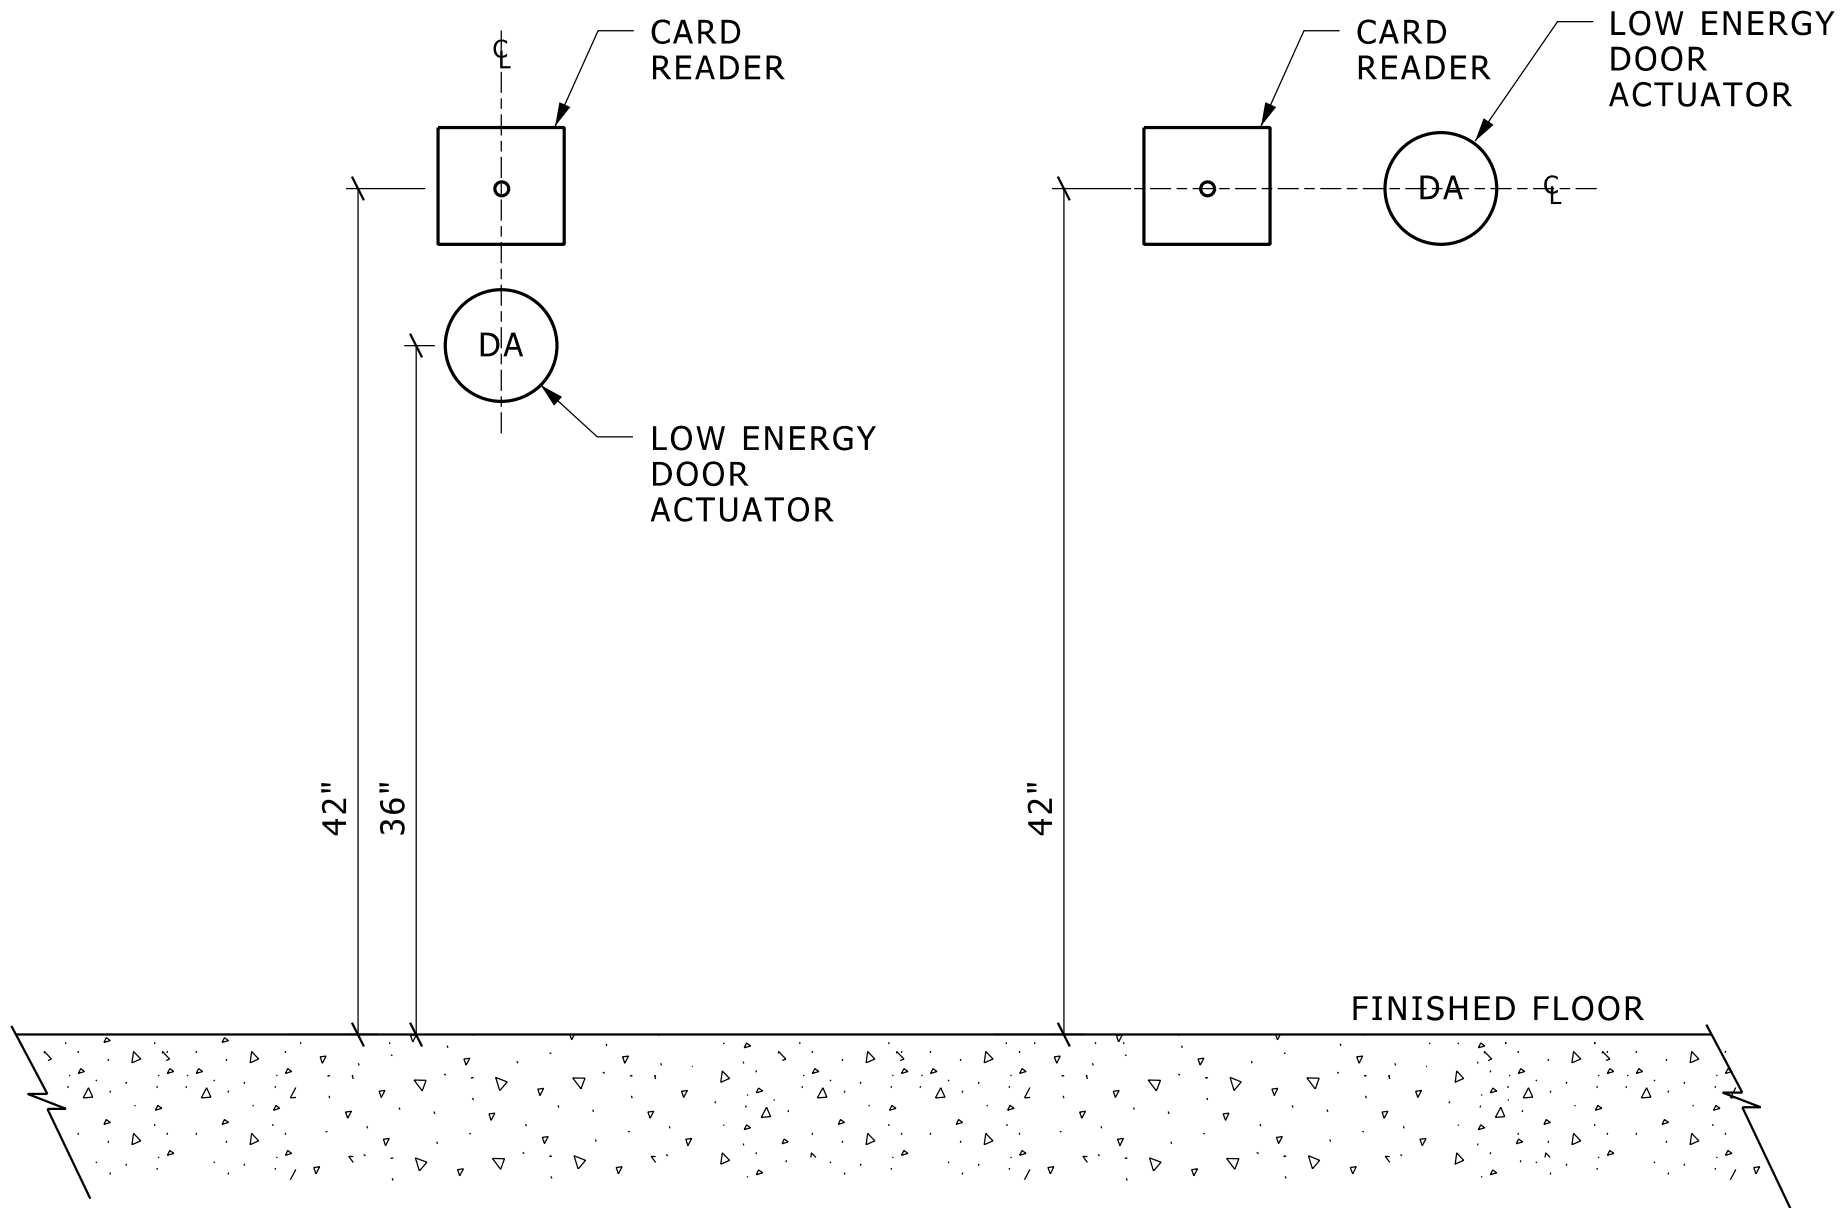 ℄
CARD
READER
DA
LOW ENERGY
DOOR
ACTUATOR
42"
36"
CARD
READER
LOW ENERGY
DOOR
ACTUATOR
DA
℄
42"
FINISHED FLOOR